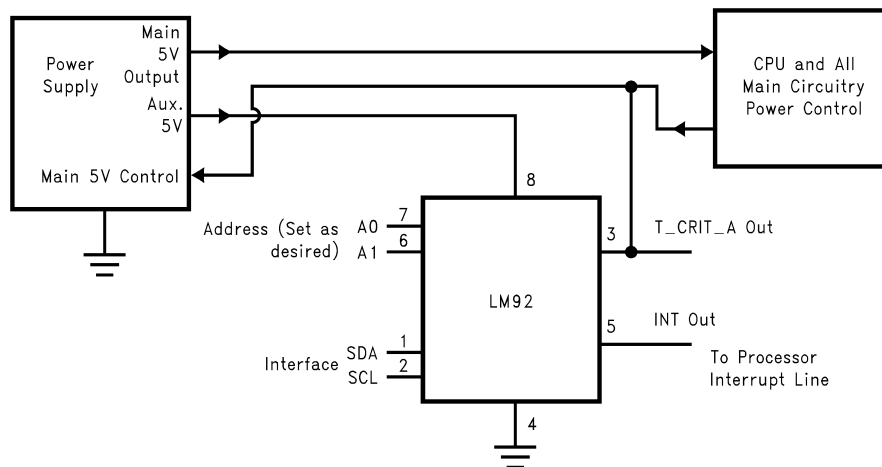 Power
Supply
Main
5V
Output
Aux.
5V
Main 5V Control
CPU and All
Main Circuitry
Power Control
8
Address (Set as
desired)
A0
7
A1
6
3
T_CRIT_A Out
LM92
Interface
SDA
1
SCL
2
5
INT Out
To Processor
Interrupt Line
4